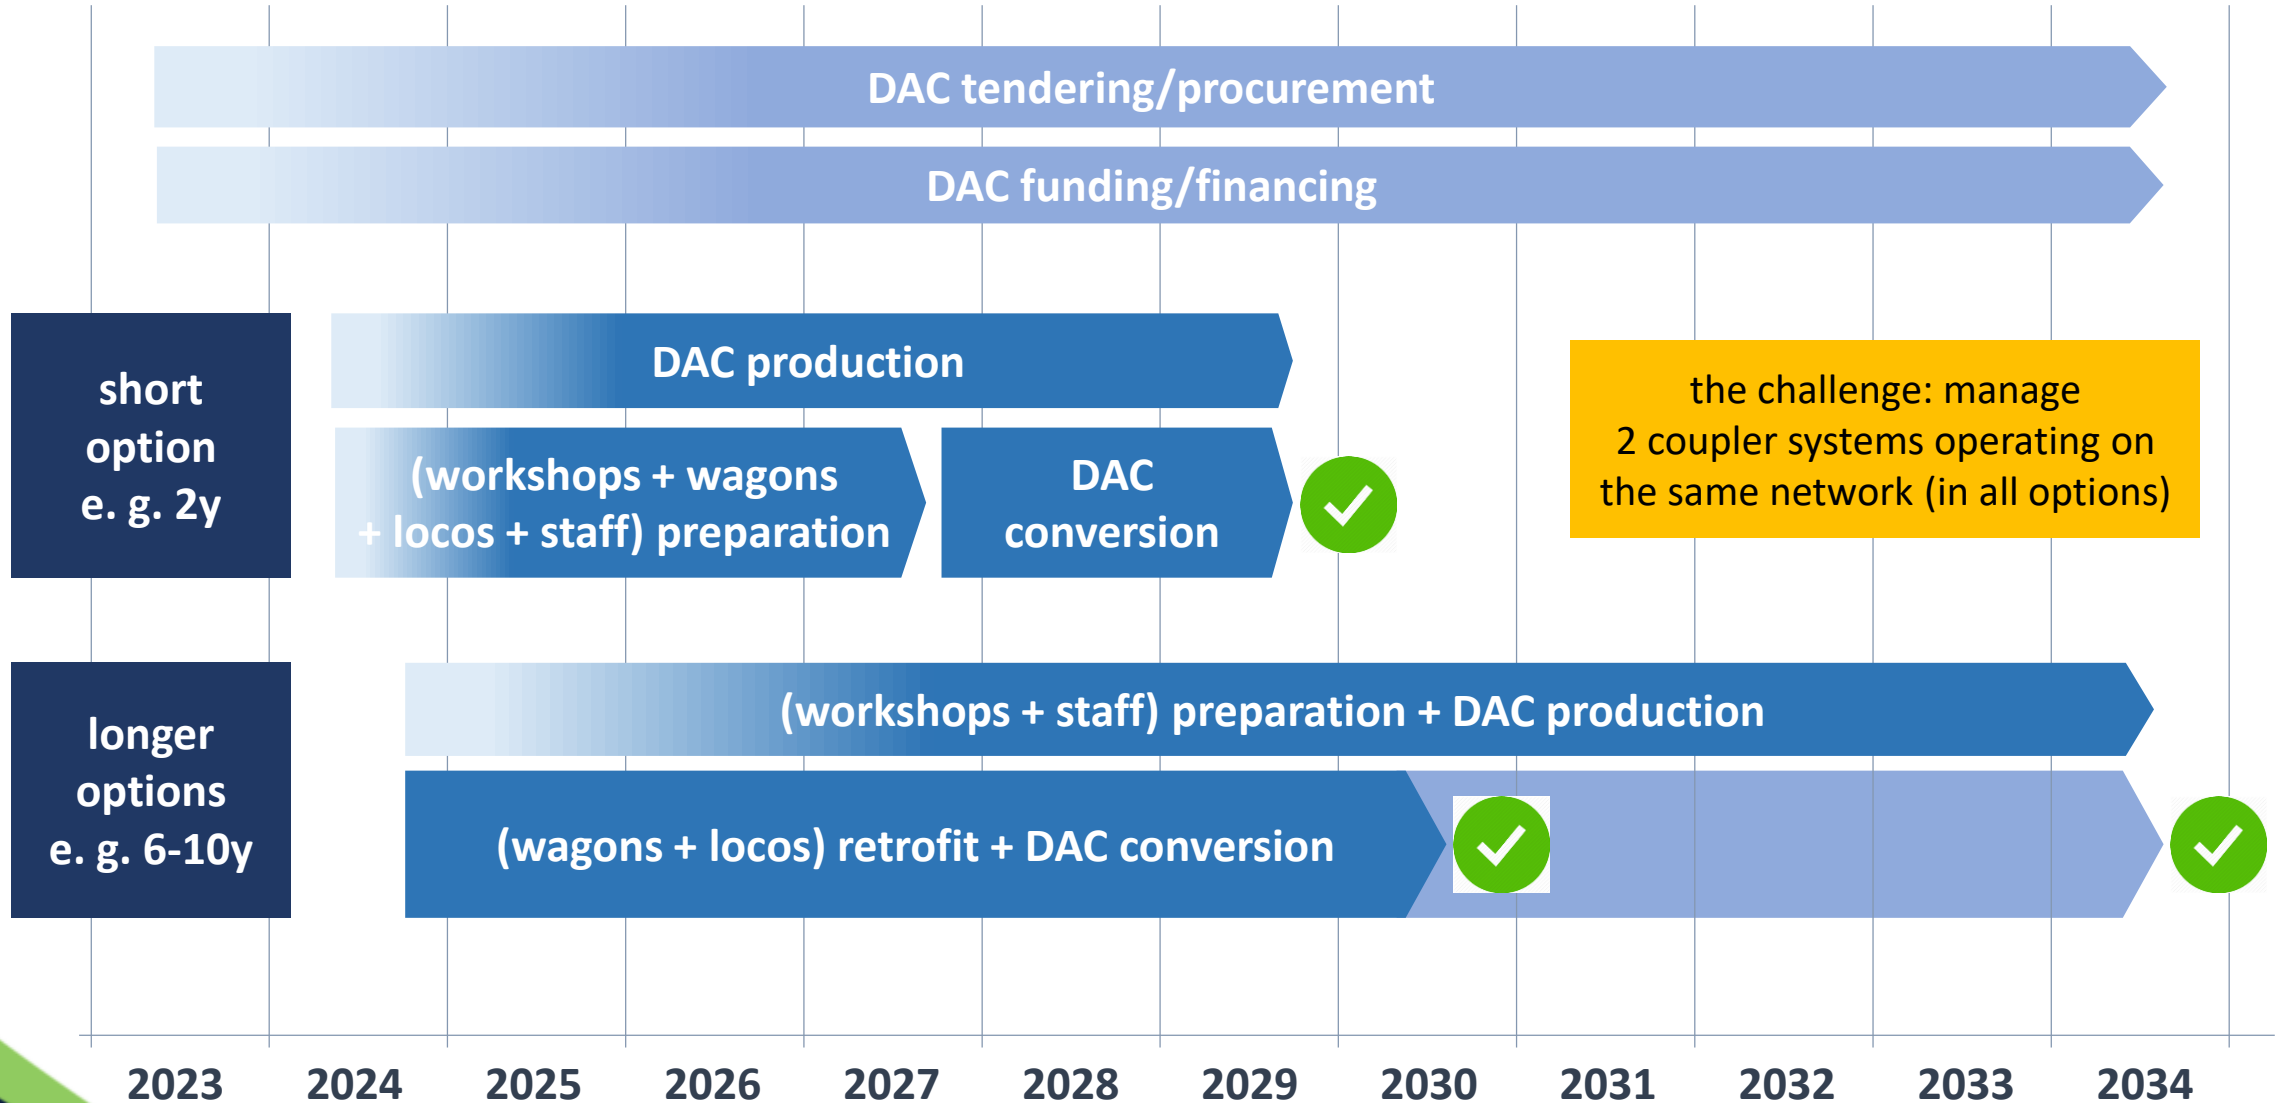 DAC tendering/procurement
DAC funding/financing
short
option
e. g. 2y
DAC production
(workshops + wagons
+ locos + staff) preparation
DAC
conversion
the challenge: manage
2 coupler systems operating on
the same network (in all options)
longer
options
e. g. 6-10y
(workshops + staff) preparation + DAC production
(wagons + locos) retrofit + DAC conversion
2023 2024 2025 2026 2027 2028 2029 2030 2031 2032 2033 2034